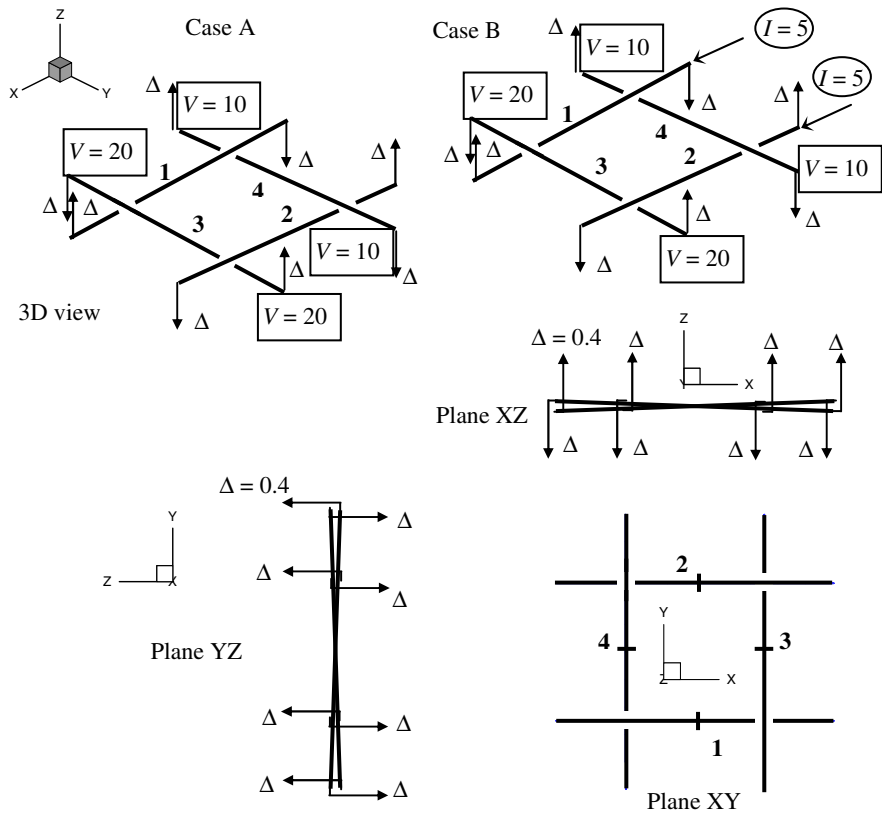 Case A
Z
X
Y
Δ
V = 10
V = 20
1
Δ
Δ
Δ
Δ
4
3
2
Δ
V = 10
Δ
Δ
V = 20
3D view
Case B
I = 5
Δ
V = 10
I = 5
V = 20
1
Δ
Δ
4
Δ
Δ
2
3
V = 10
Δ
Δ
Δ
V = 20
Z
Y
X
Δ = 0.4
Δ
Δ
Δ
Plane XZ
Δ
Δ
Δ
Δ
Δ = 0.4
Y
Z
X
Δ
Δ
Δ
Plane YZ
Δ
Δ
Δ
Δ
2
Y
4
3
Z
X
1
Plane XY